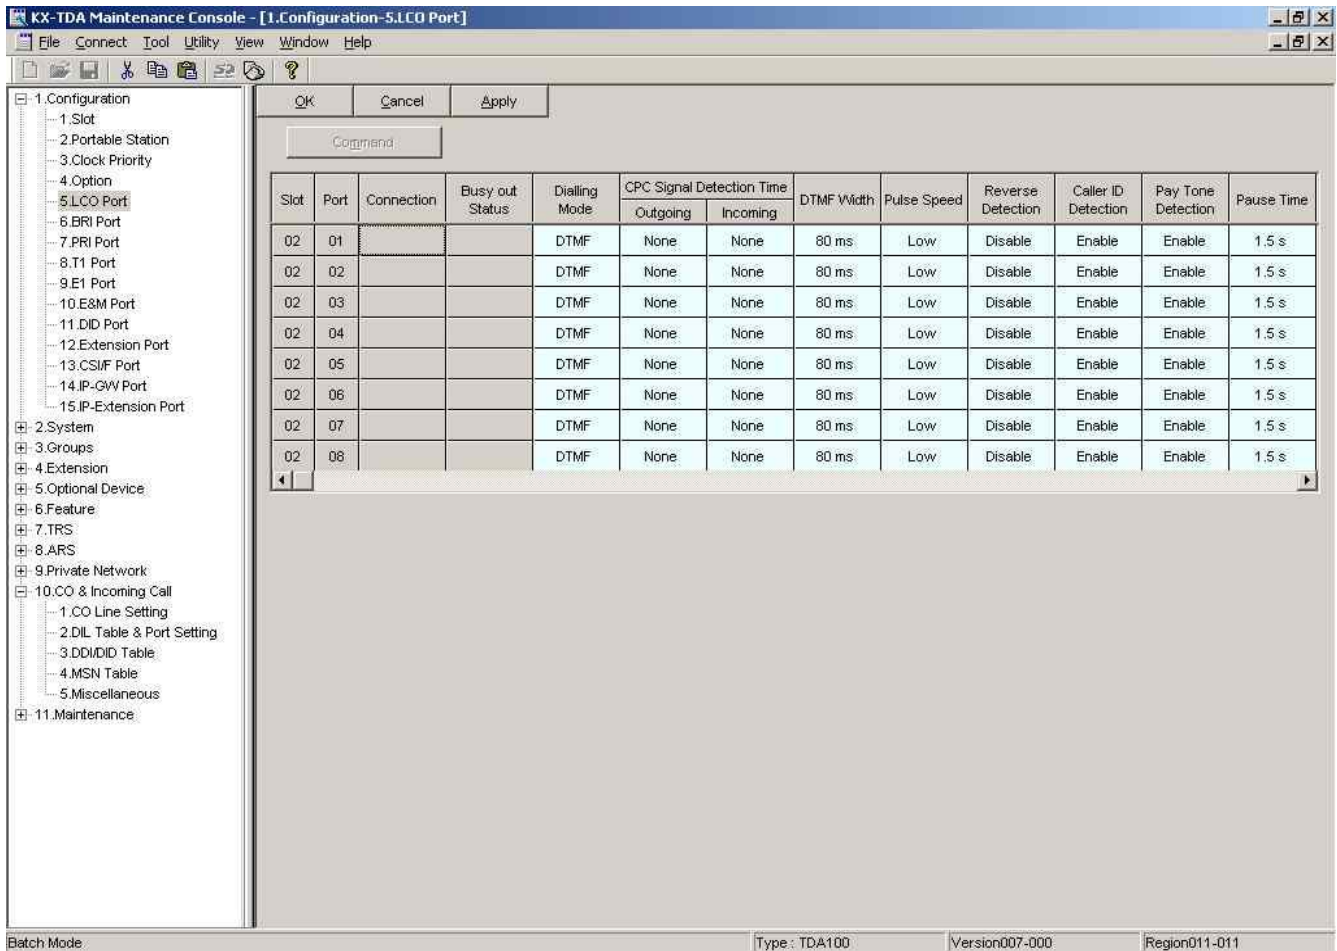 KX-TDA Maintenance Console - [1.Configuration-5.LCO Port]
File Connect Tool Utility View Window Help
1.Configuration
1.Slot
2.Portable Station
3.Clock Priority
4.Option
5.LCO Port
6.BRI Port
7.PRI Port
8.T1 Port
9.E1 Port
10.E&M Port
11.DID Port
12.Extension Port
13.CSI/F Port
14.IP-GW Port
15.IP-Extension Port
2.System
3.Groups
4.Extension
5.Optional Device
6.Feature
7.TRS
8.ARS
9.Private Network
10.CO & Incoming Call
1.CO Line Setting
2.DIL Table & Port Setting
3.DDI/DID Table
4.MSN Table
5.Miscellaneous
11.Maintenance
OK Cancel Apply
Command
Slot Port Connection Busy out Status Dialling Mode CPC Signal Detection Time Outgoing Incoming DTMF Width Pulse Speed Reverse Detection Caller ID Detection Pay Tone Detection Pause Time
02 01 DTMF None None 80 ms Low Disable Enable Enable 1.5 s
02 02 DTMF None None 80 ms Low Disable Enable Enable 1.5 s
02 03 DTMF None None 80 ms Low Disable Enable Enable 1.5 s
02 04 DTMF None None 80 ms Low Disable Enable Enable 1.5 s
02 05 DTMF None None 80 ms Low Disable Enable Enable 1.5 s
02 06 DTMF None None 80 ms Low Disable Enable Enable 1.5 s
02 07 DTMF None None 80 ms Low Disable Enable Enable 1.5 s
02 08 DTMF None None 80 ms Low Disable Enable Enable 1.5 s
Batch Mode Type : TDA100 Version007-000 Region011-011